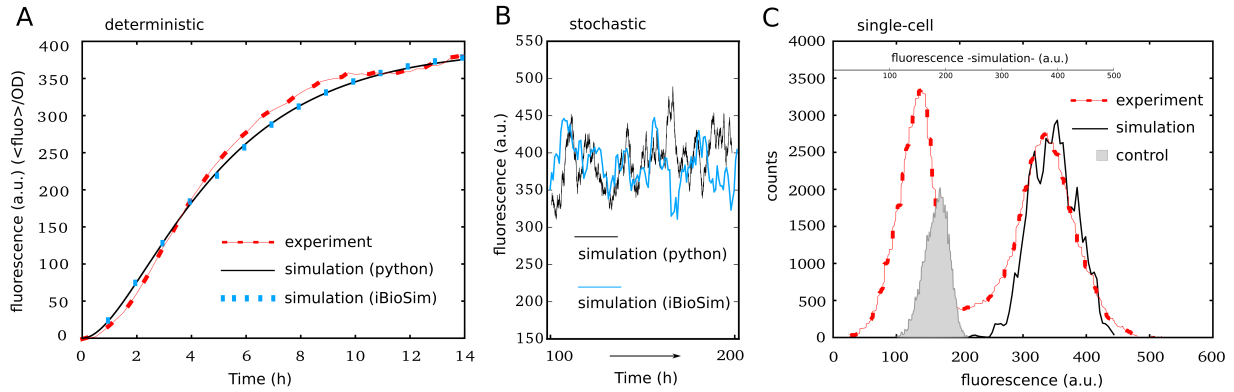 A
deterministic
400
350
300
250
200
150
100
50
0
fluorescence (a.u.) (<fluo>/OD)
experiment
simulation (python)
simulation (iBioSim)
0 2 4 6 8 10 12 14
Time (h)
B
stochastic
550
500
450
400
350
300
250
200
150
fluorescence (a.u.)
simulation (python)
simulation (iBioSim)
100 200
Time (h)
C
single-cell
4000
3500
3000
2500
2000
1500
1000
500
0
counts
fluorescence -simulation- (a.u.)
100 200 300 400 500
experiment
simulation
control
0 100 200 300 400 500 600
fluorescence (a.u.)